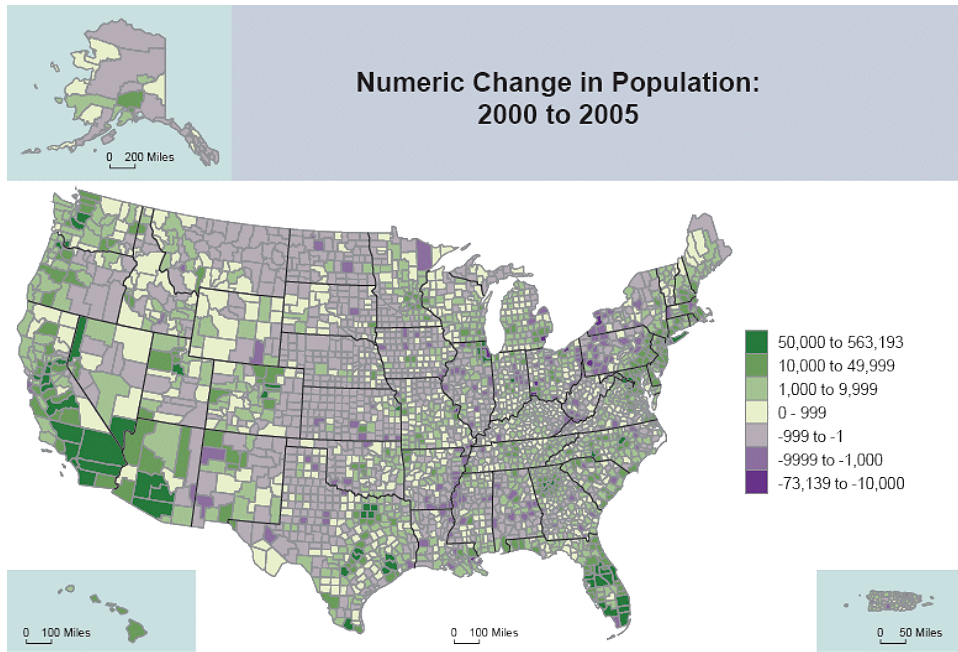 Numeric Change in Population:
2000 to 2005
0 200 Miles
50,000 to 563,193
10,000 to 49,999
1,000 to 9,999
0 - 999
-999 to -1
-9999 to -1,000
-73,139 to -10,000
0 100 Miles
0 100 Miles
0 50 Miles